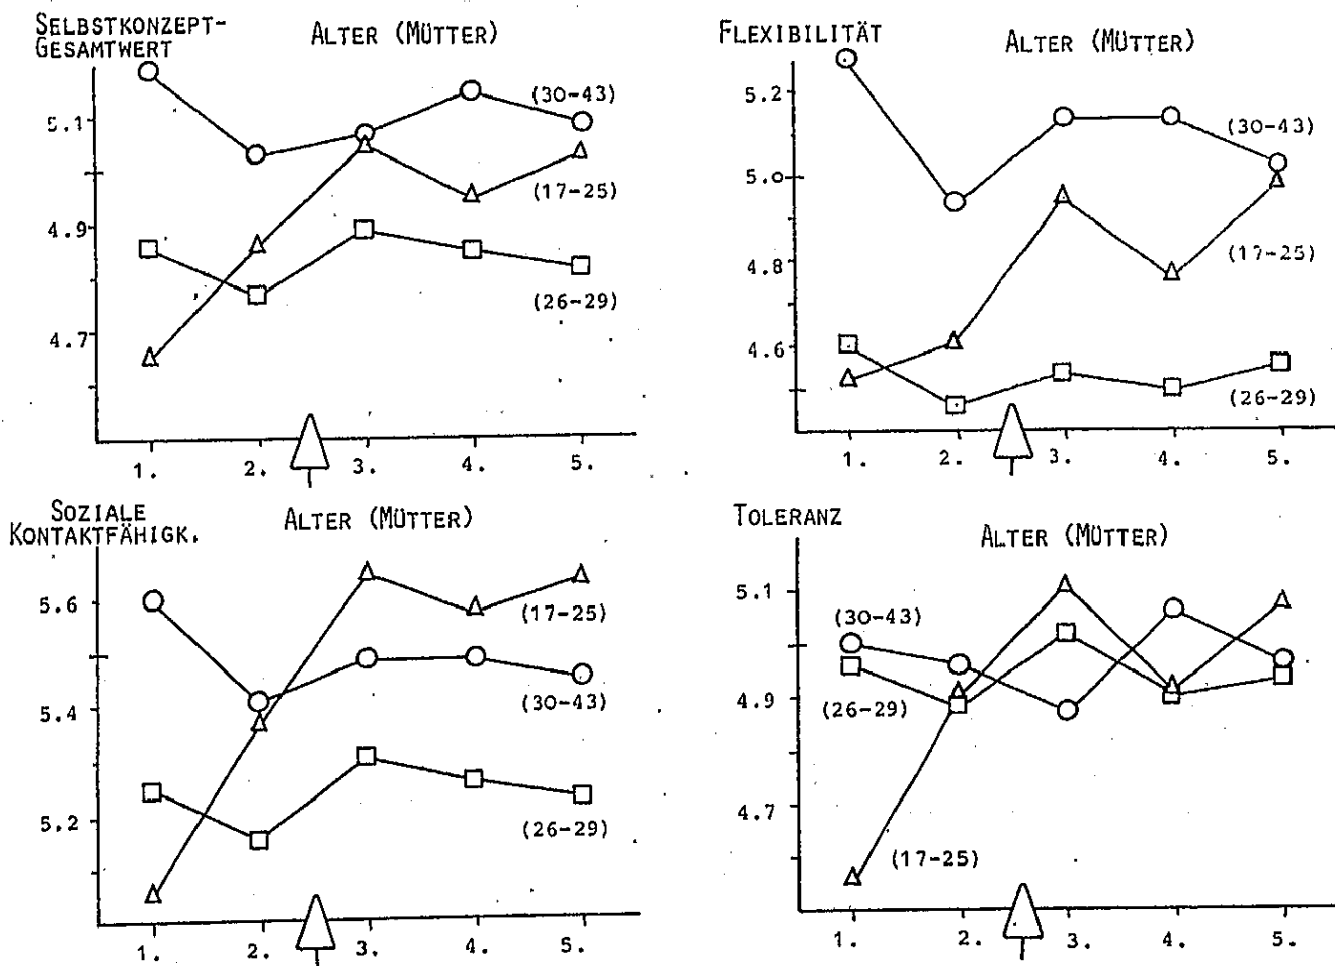 SELBSTKONZEPT-
GESAMTWERT
ALTER (MÜTTER)
5.1
4.9
4.7
(30-43)
(17-25)
(26-29)
1. 2. 3. 4. 5.
FLEXIBILITÄT
ALTER (MÜTTER)
5.2
5.0
4.8
4.6
(30-43)
(17-25)
(26-29)
1. 2. 3. 4. 5.
SOZIALE
KONTAKTFÄHIGK.
ALTER (MÜTTER)
5.6
5.4
5.2
(17-25)
(30-43)
(26-29)
1. 2. 3. 4. 5.
TOLERANZ
ALTER (MÜTTER)
5.1
4.9
4.7
(30-43)
(26-29)
(17-25)
1. 2. 3. 4. 5.